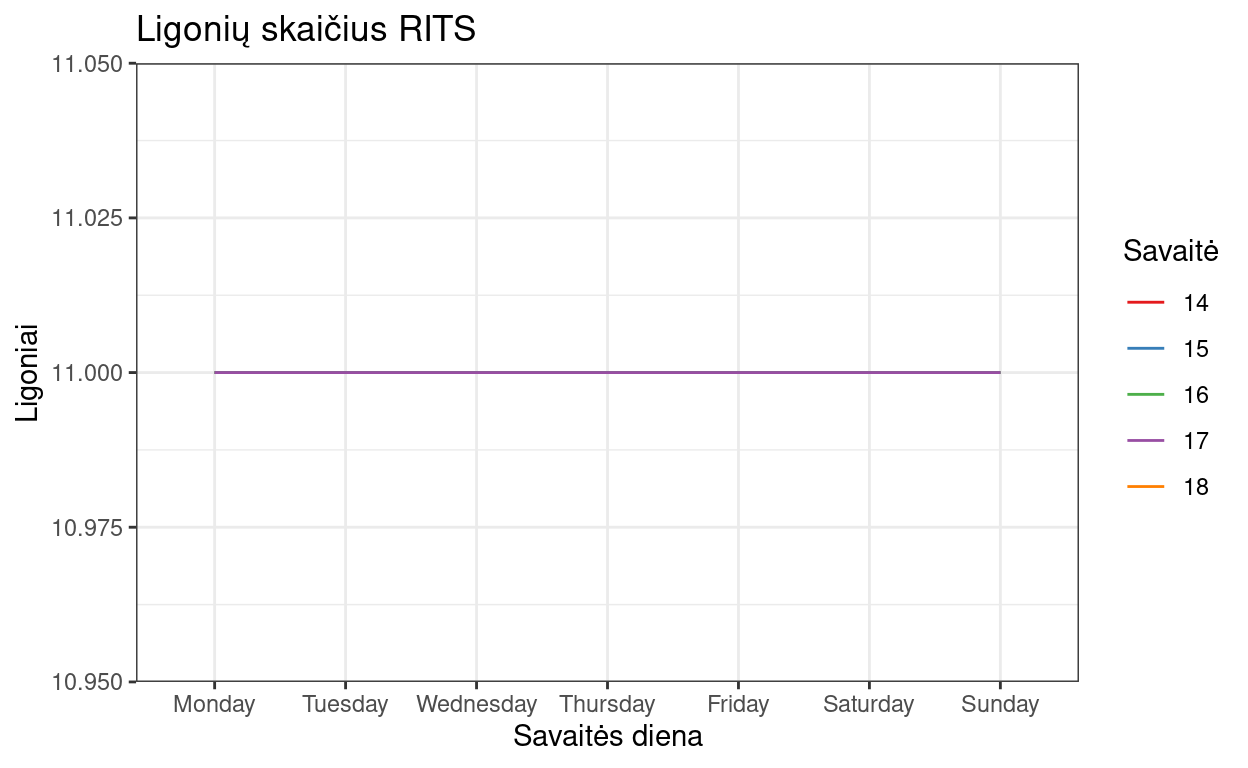 Ligonių skaičius RITS
11.050
11.025
11.000
10.975
10.950
Ligoniai
Monday Tuesday Wednesday Thursday Friday Saturday Sunday
Savaitės diena
Savaitė
14
15
16
17
18